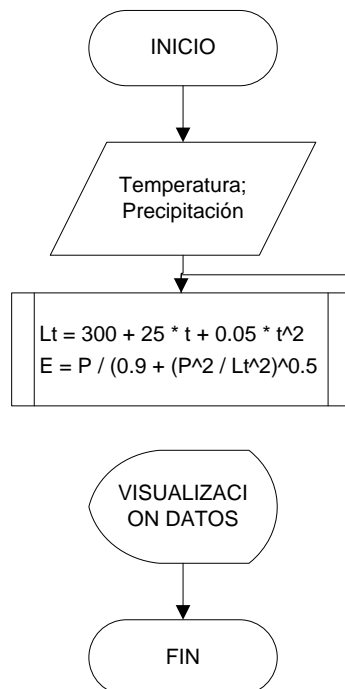 INICIO
Temperatura;
Precipitación
Lt = 300 + 25 * t + 0.05 * t^2
E = P / (0.9 + (P^2 / Lt^2)^0.5
VISUALIZACI
ON DATOS
FIN